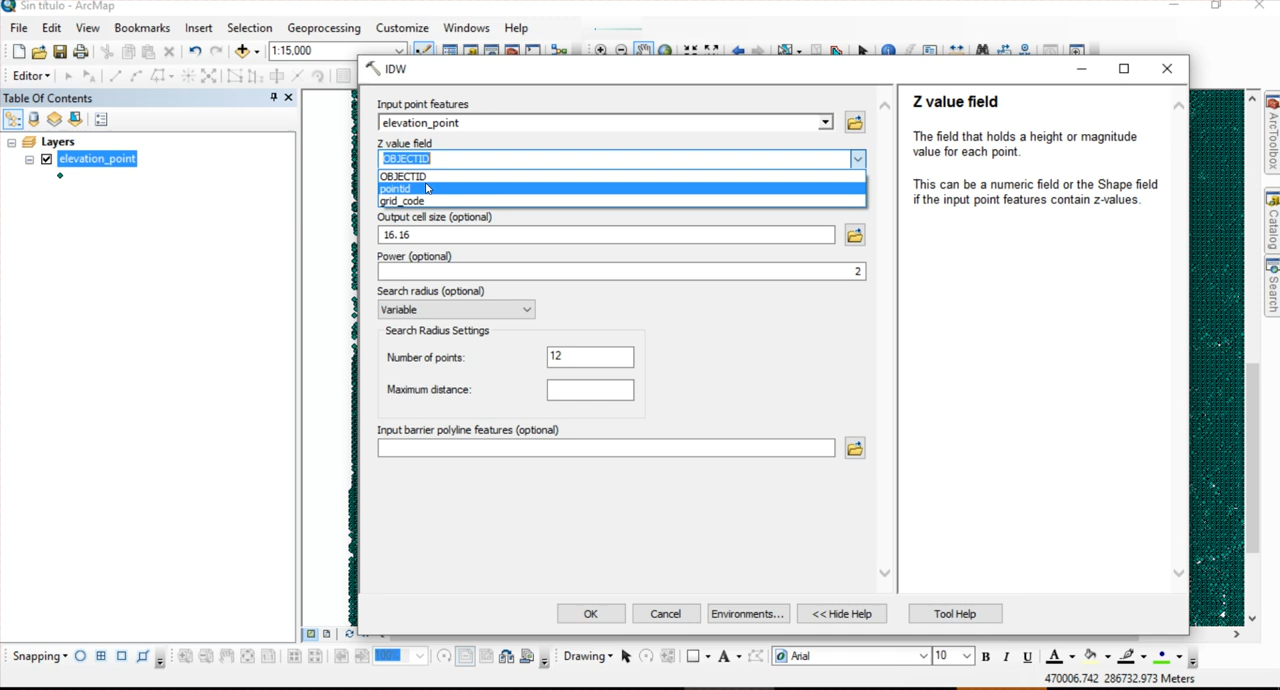 Sin título - ArcMap
File Edit View Bookmarks Insert Selection Geoprocessing Customize Windows Help
1:15,000
Editor
IDW
Table Of Contents
Layers
elevation_point
Input point features
elevation_point
Z value field
OBJECTID
OBJECTID
pointid
grid_code
Output cell size (optional)
16.16
Power (optional)
2
Search radius (optional)
Variable
Search Radius Settings
Number of points:
12
Maximum distance:
Input barrier polyline features (optional)
OK Cancel Environments... << Hide Help Tool Help
Z value field
The field that holds a height or magnitude
value for each point.
This can be a numeric field or the Shape field
if the input point features contain z-values.
ArcToolbox
Catalog
Search
Snapping 100% Drawing A Arial 10 B I U A
470006.742 286732.973 Meters